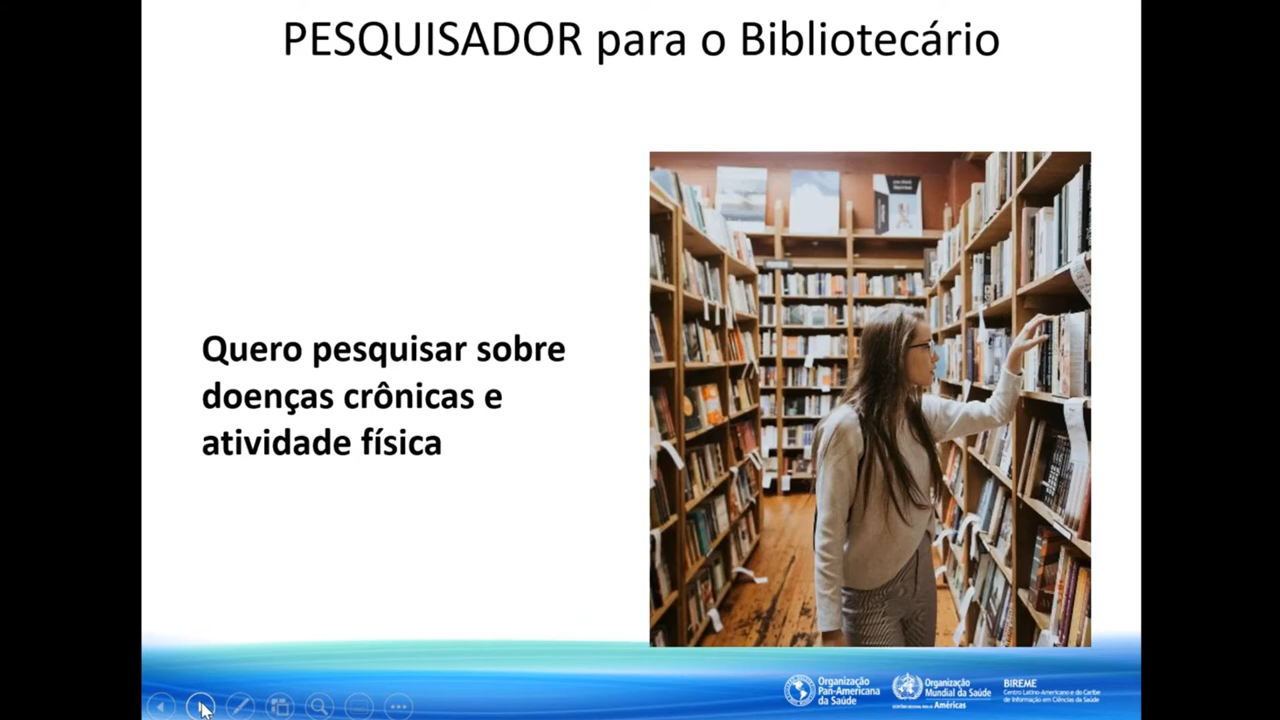 PESQUISADOR para o Bibliotecário
Quero pesquisar sobre
doenças crônicas e
atividade física
Organização
Pan-Americana
da Saúde
Organização
Mundial da Saúde
Américas
BIREME
Centro Latino-Americano e do Caribe
de Informação em Ciências da Saúde